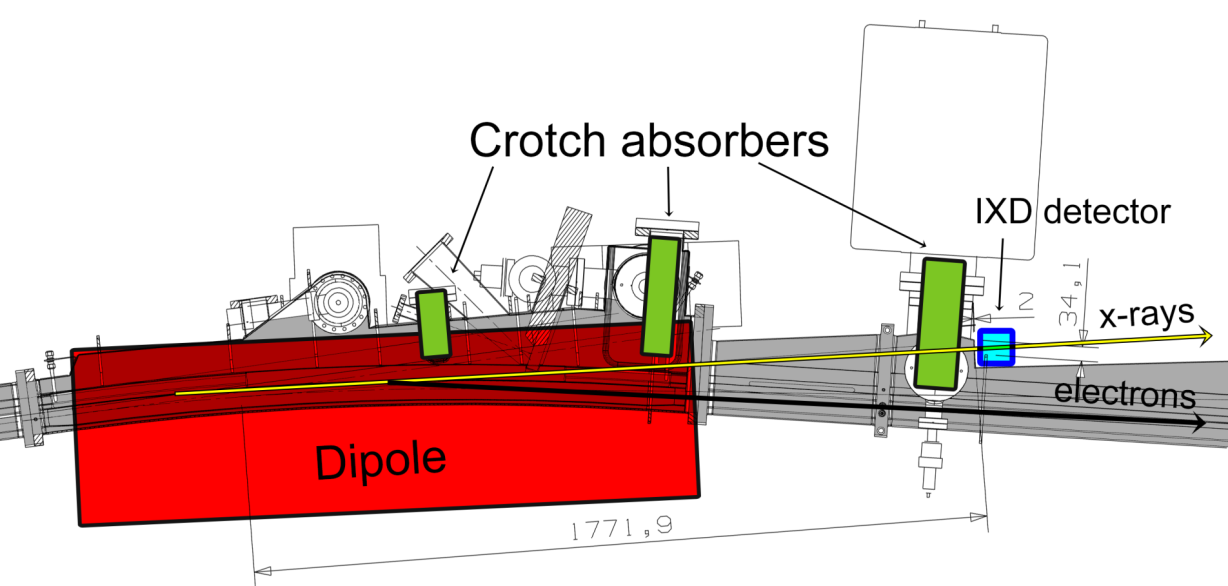 Crotch absorbers
IXD detector
2
34,1
x-rays
electrons
Dipole
1771,9